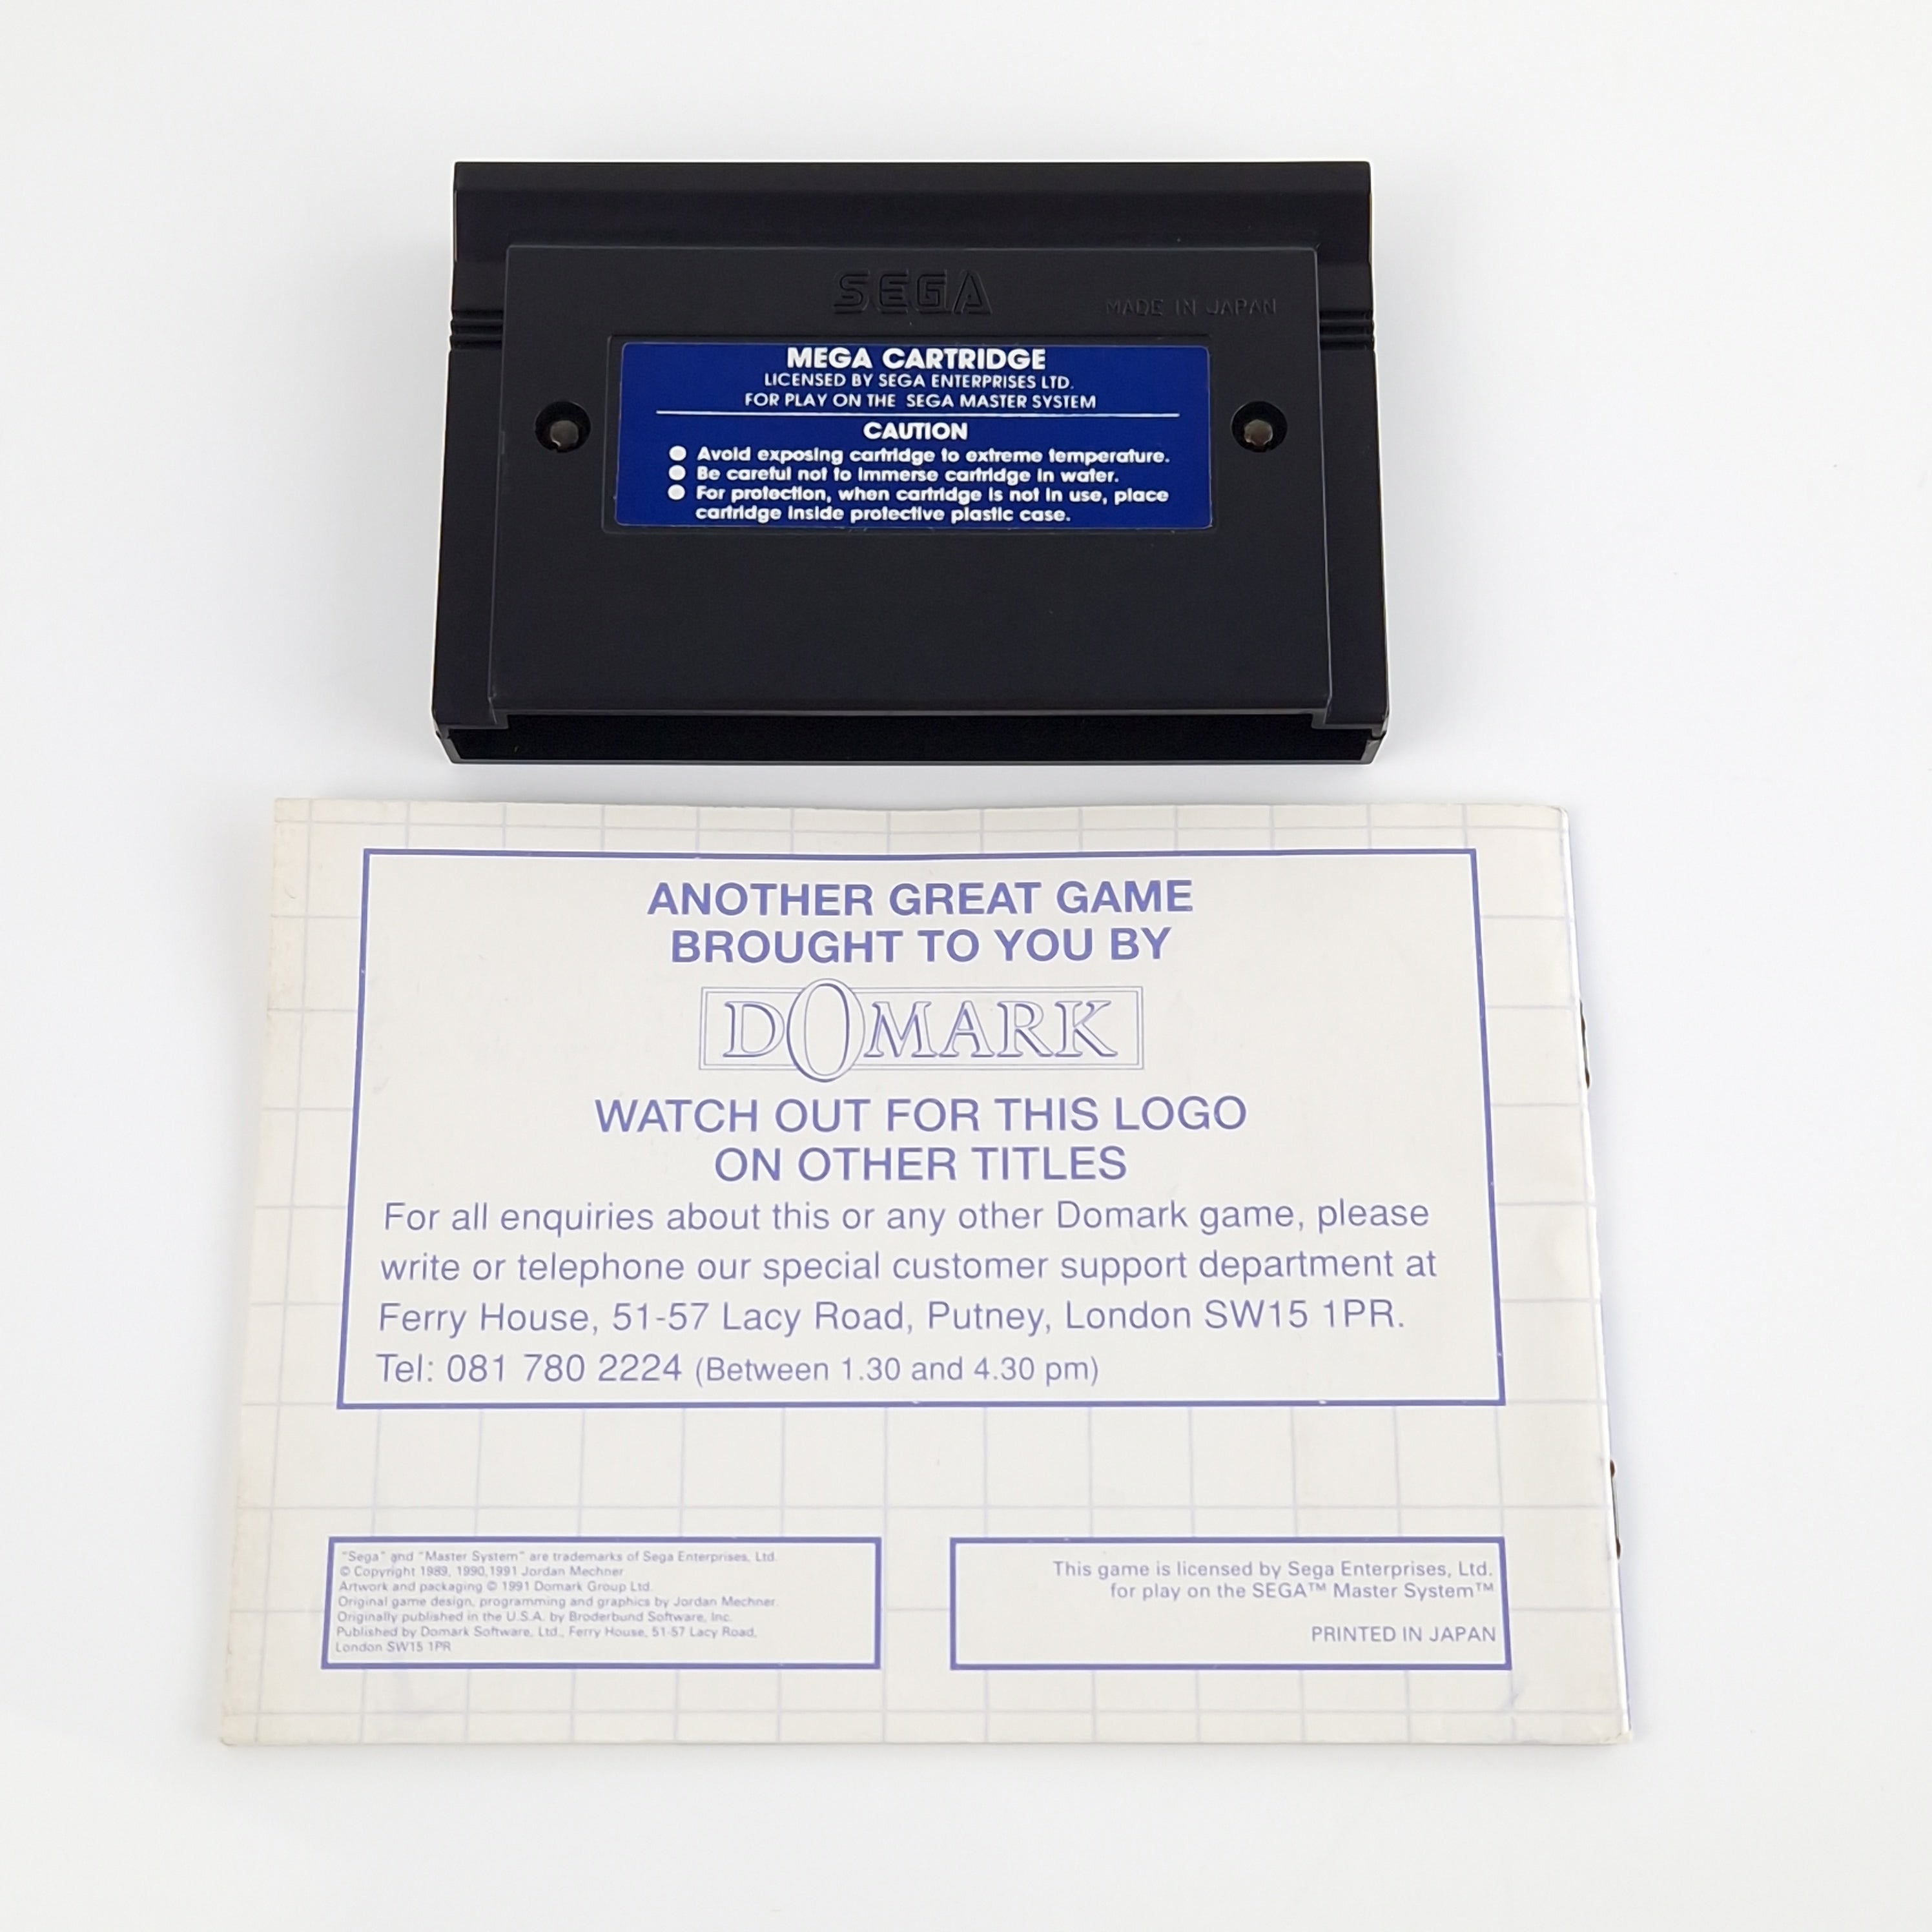 SEGA
MADE IN JAPAN
MEGA CARTRIDGE
LICENSED BY SEGA ENTERPRISES LTD.
FOR PLAY ON THE SEGA MASTER SYSTEM
CAUTION
● Avoid exposing cartridge to extreme temperature.
● Be careful not to immerse cartridge in water.
● For protection, when cartridge is not in use, place
cartridge inside protective plastic case.
ANOTHER GREAT GAME
BROUGHT TO YOU BY
DOMARK
WATCH OUT FOR THIS LOGO
ON OTHER TITLES
For all enquiries about this or any other Domark game, please
write or telephone our special customer support department at
Ferry House, 51-57 Lacy Road, Putney, London SW15 1PR.
Tel: 081 780 2224 (Between 1.30 and 4.30 pm)
"Sega" and "Master System" are trademarks of Sega Enterprises, Ltd.
© Copyright 1989, 1990,1991 Jordan Mechner
Artwork and packaging © 1991 Domark Group Ltd.
Original game design, programming and graphics by Jordan Mechner.
Originally published in the U.S.A. by Broderbund Software, Inc.
Published by Domark Software, Ltd., Ferry House, 51-57 Lacy Road,
London SW15 1PR
This game is licensed by Sega Enterprises, Ltd.
for play on the SEGA™ Master System™
PRINTED IN JAPAN